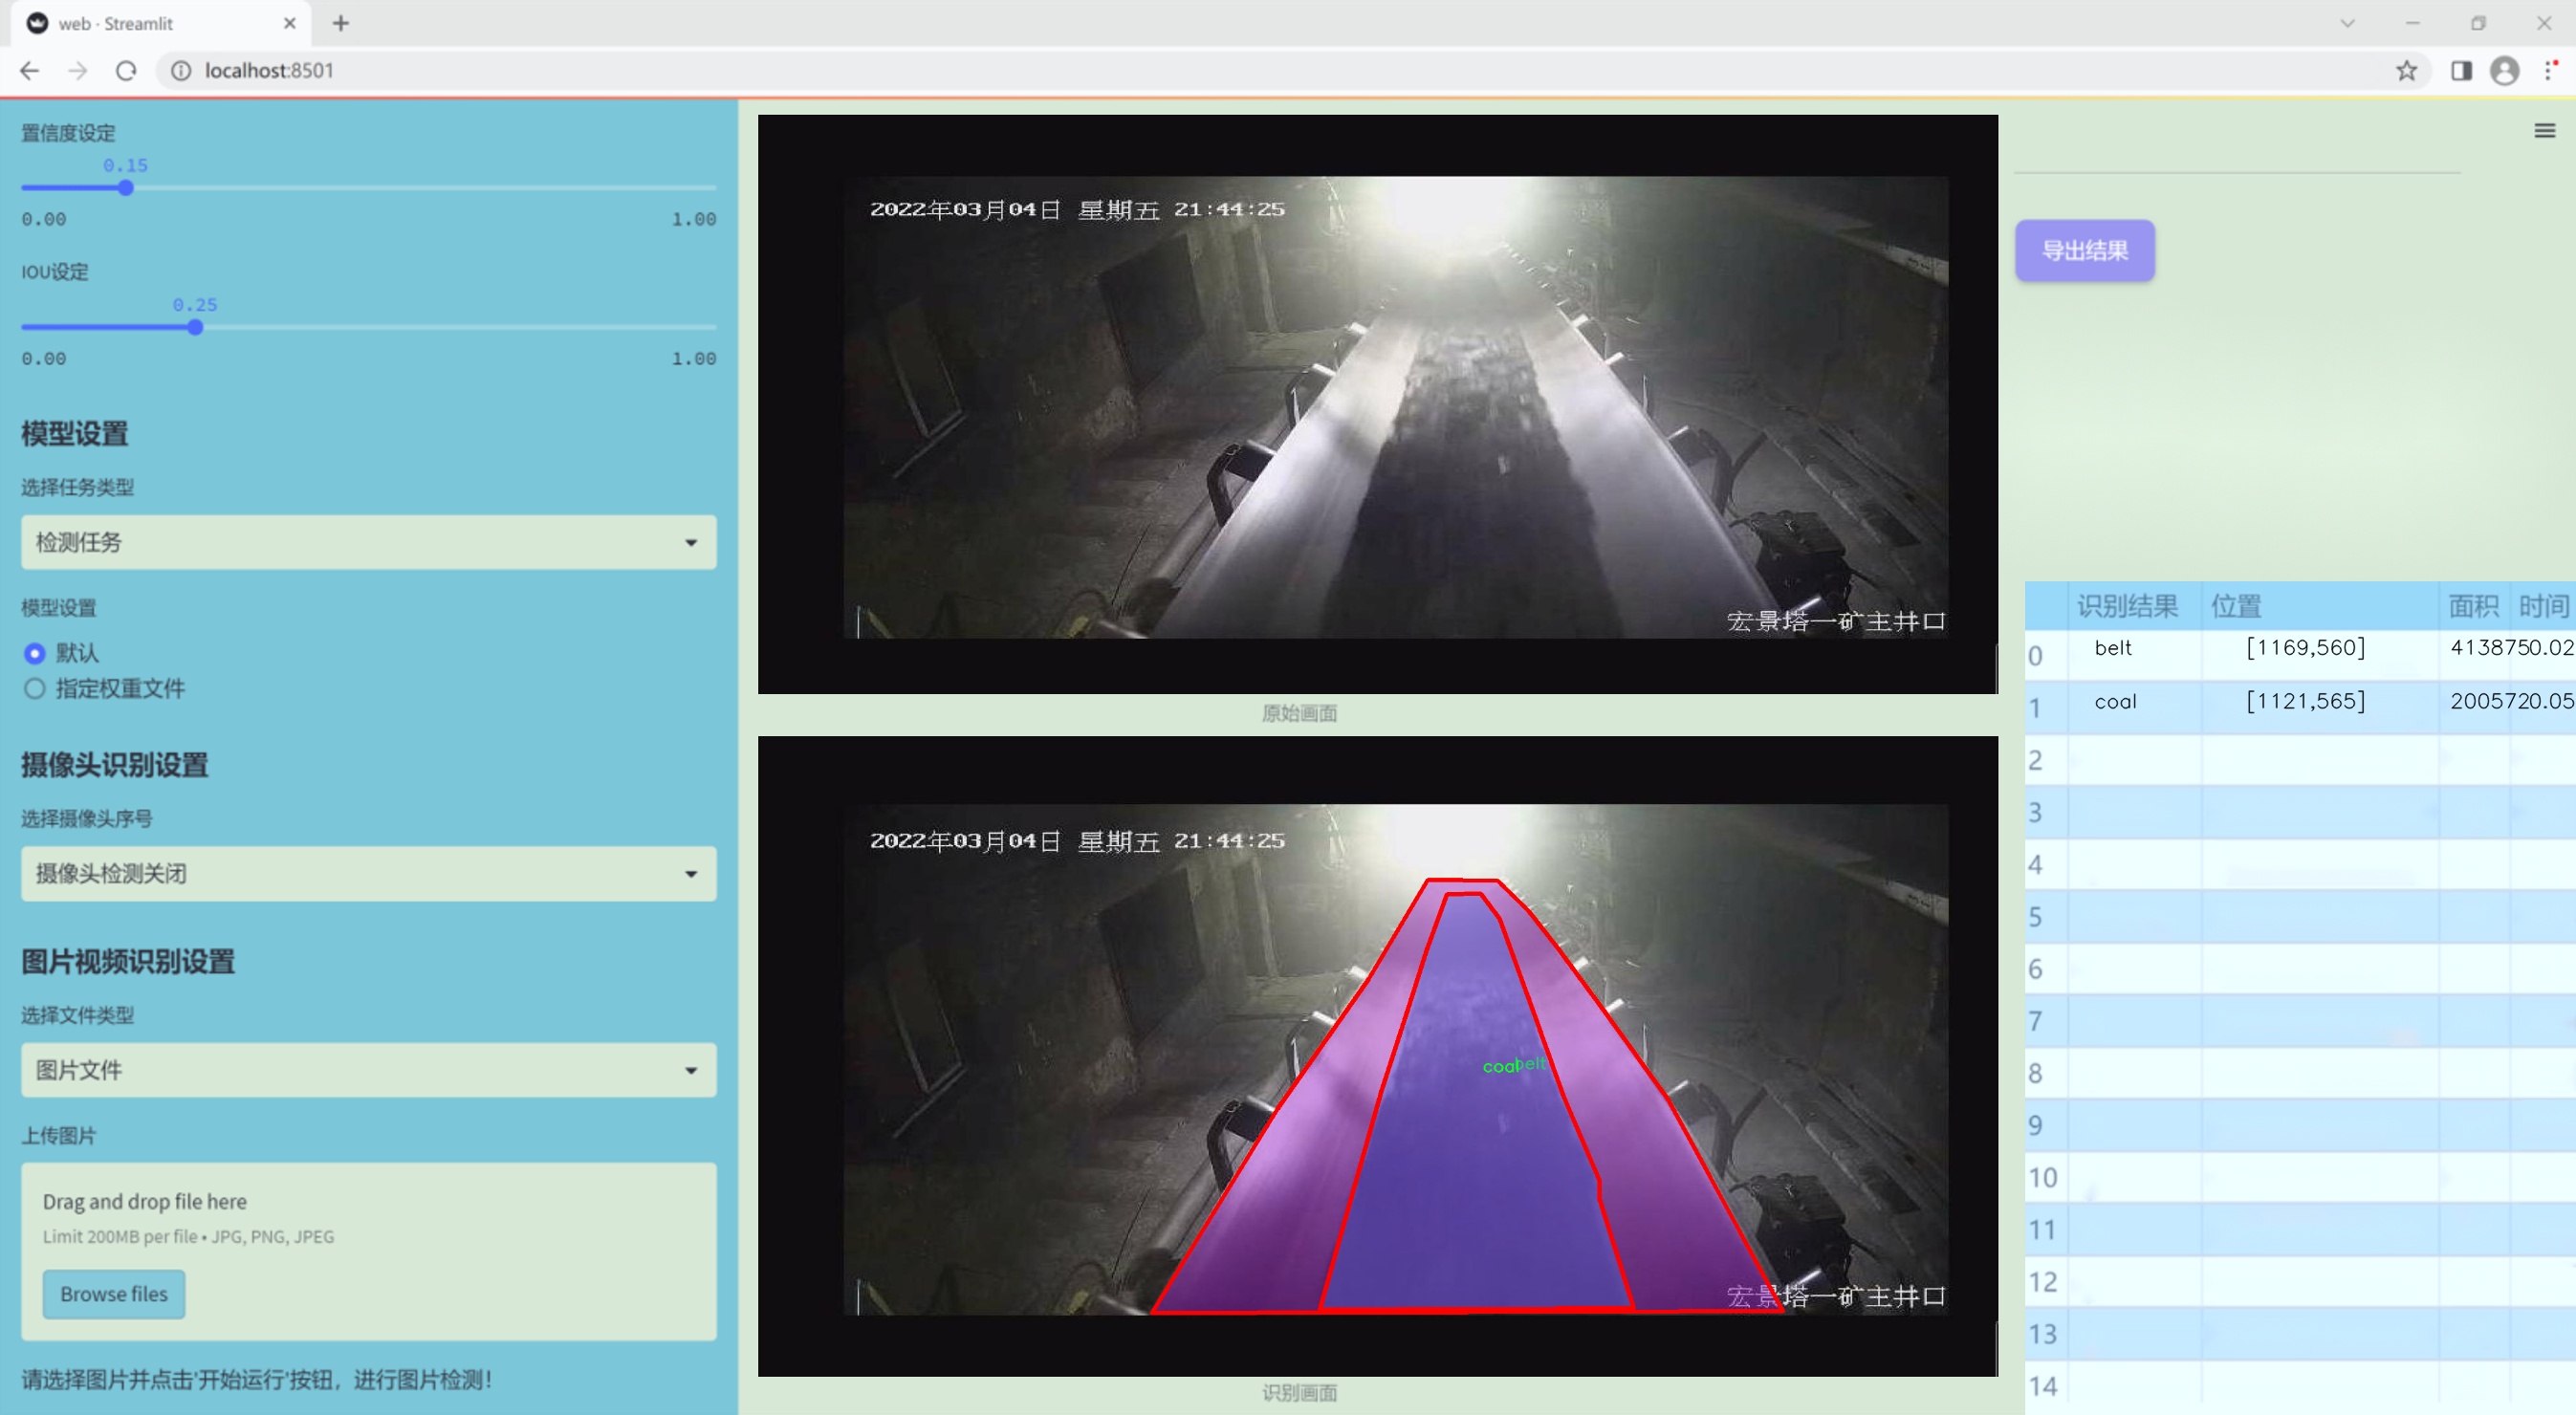 web · Streamlit
localhost:8501
置信度设定
0.15
0.00 1.00
IOU设定
0.25
0.00 1.00
模型设置
选择任务类型
检测任务
模型设置
默认
指定权重文件
摄像头识别设置
选择摄像头序号
摄像头检测关闭
图片视频识别设置
选择文件类型
图片文件
上传图片
Drag and drop file here
Limit 200MB per file • JPG, PNG, JPEG
Browse files
请选择图片并点击'开始运行'按钮，进行图片检测！
2022年03月04日 星期五 21:44:25
宏景塔一矿主井口
原始画面
2022年03月04日 星期五 21:44:25
coal belt
宏景塔一矿主井口
识别画面
导出结果
识别结果 位置 面积 时间
0 belt [1169,560] 4138750.02
1 coal [1121,565] 2005720.05
2
3
4
5
6
7
8
9
10
11
12
13
14